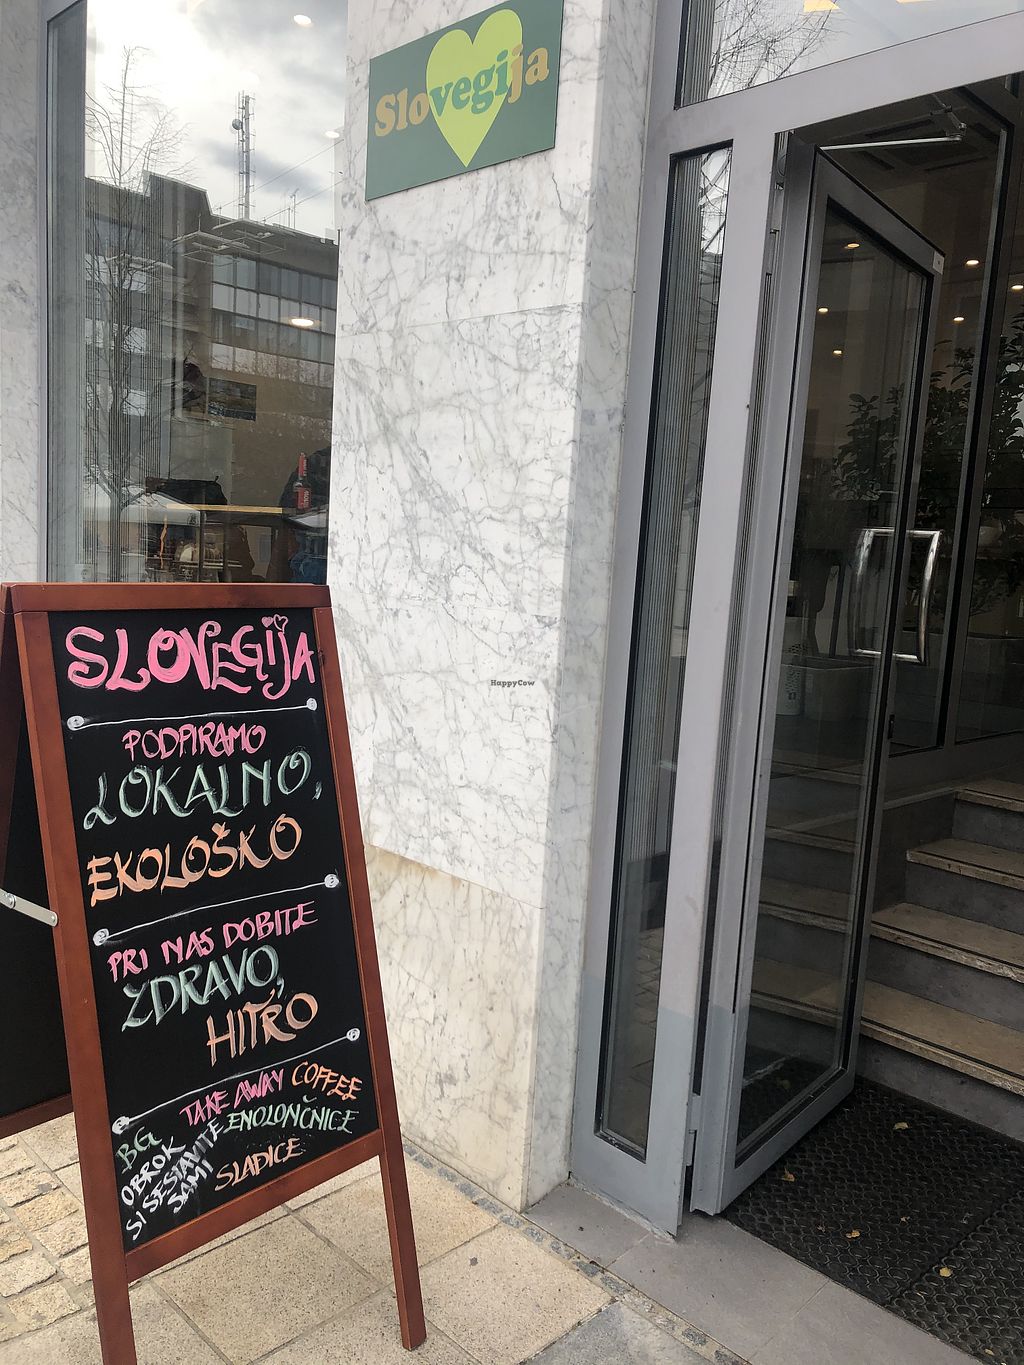 Slovegija
SLOVEGIJA
PODPIRAMO
LOKALNO,
EKOLOŠKO
PRI NAS DOBITE
ZDRAVO,
HITRO
TAKE AWAY COFFEE
ENOLONČNICE
SLADICE
BG
OBROK
SI SESTAVITE
SAMI
HappyCow